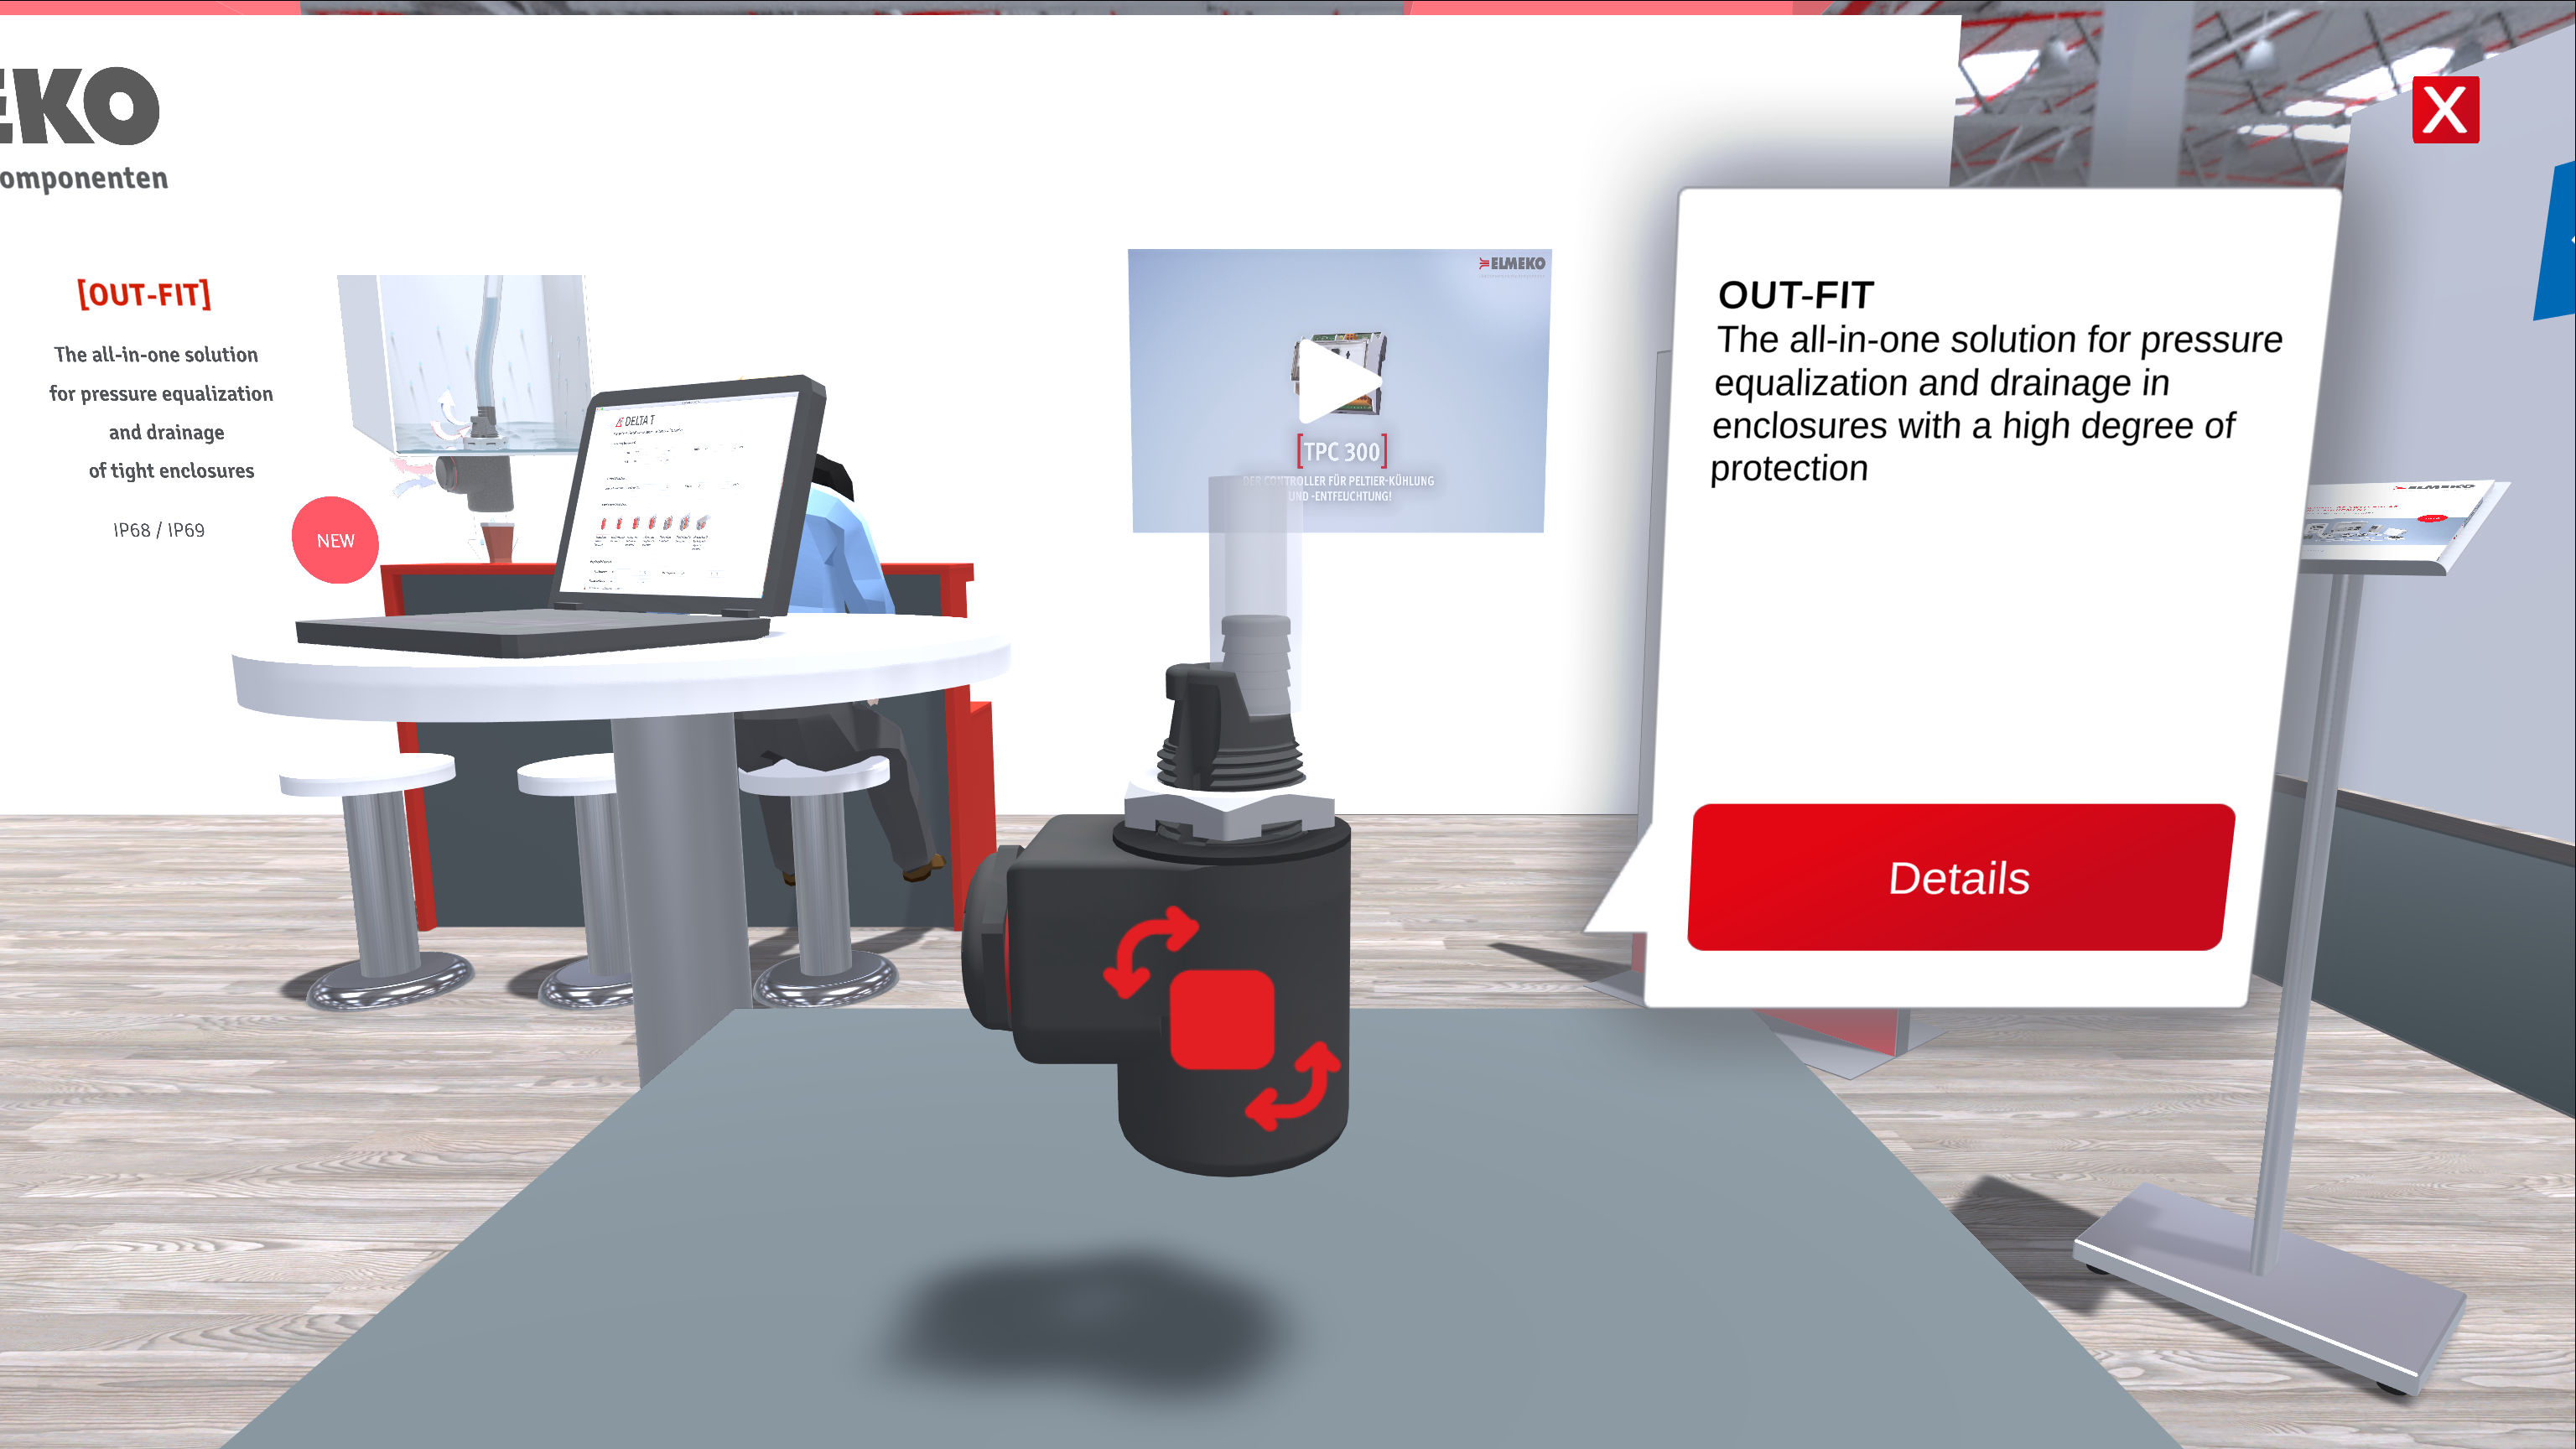 EKO
omponenten
[OUT-FIT]
The all-in-one solution
for pressure equalization
and drainage
of tight enclosures
IP68 / IP69
NEW
DELTA T
ELMEKO
[TPC 300]
DER CONTROLLER FÜR PELTIER-KÜHLUNG
UND -ENTFEUCHTUNG!
X
OUT-FIT
The all-in-one solution for pressure
equalization and drainage in
enclosures with a high degree of
protection
Details
ELMEKO